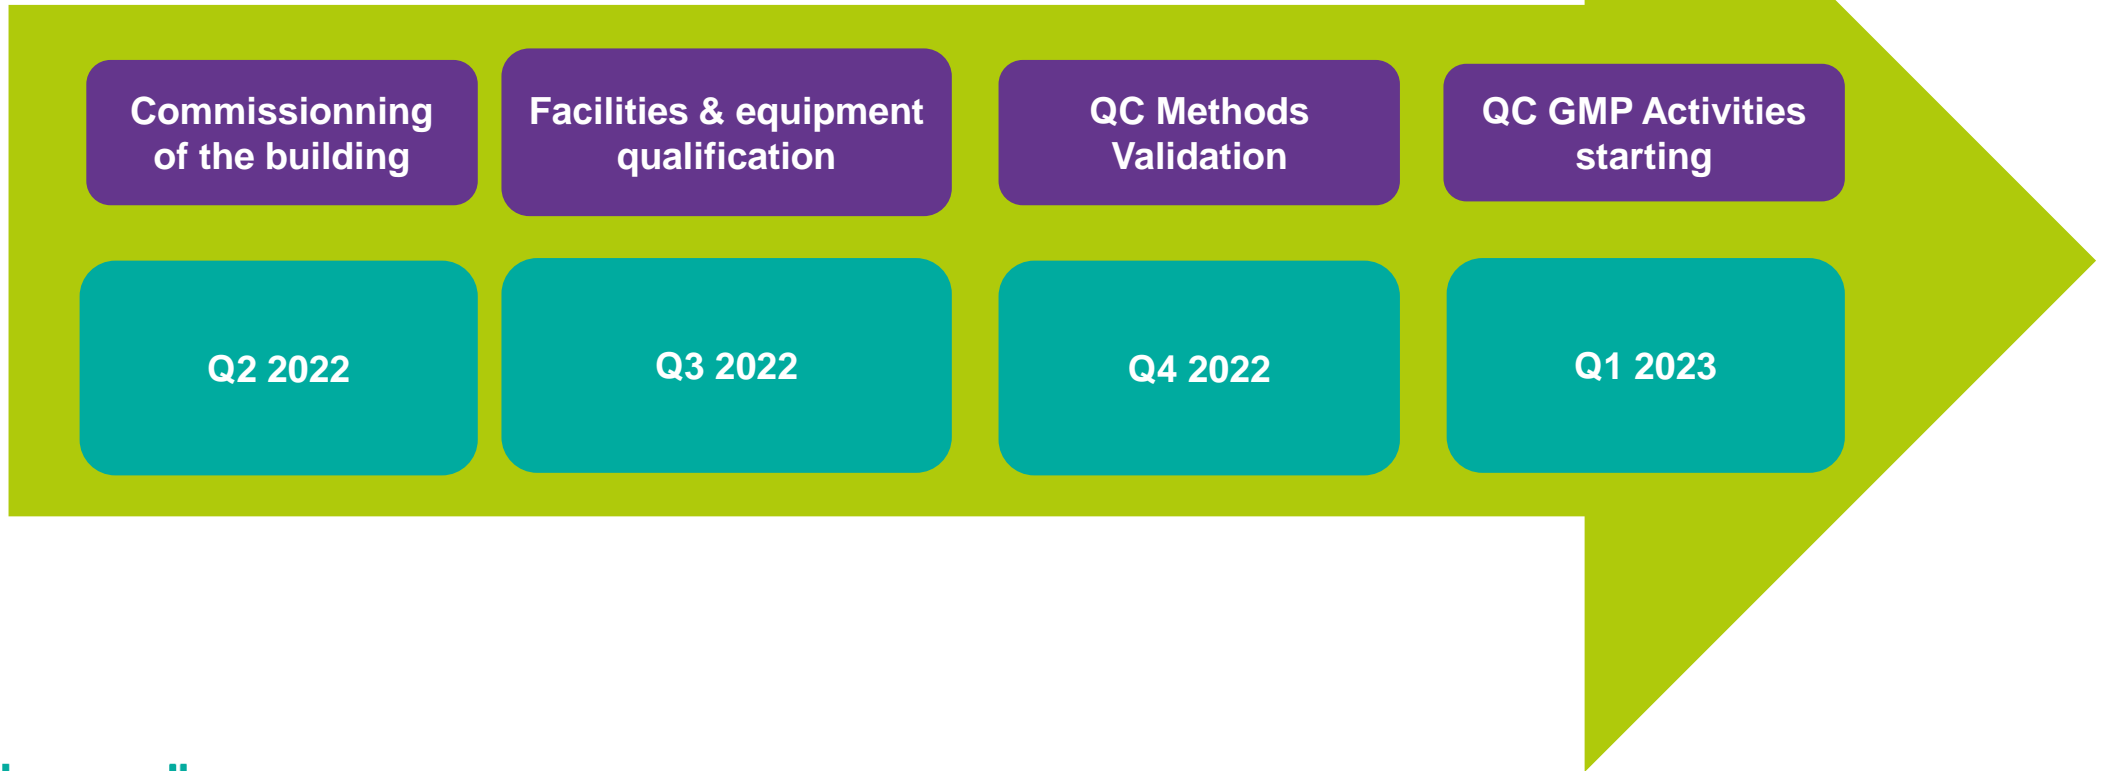 Commissionning
of the building
Facilities & equipment
qualification
QC Methods
Validation
QC GMP Activities
starting
Q2 2022
Q3 2022
Q4 2022
Q1 2023